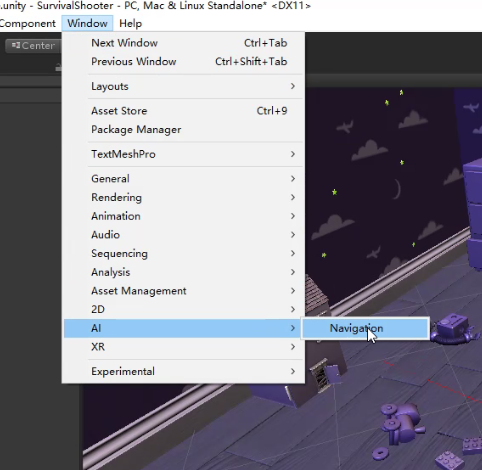 .unity - SurvivalShooter - PC, Mac & Linux Standalone* <DX11>
Component Window Help
Center
Next Window Ctrl+Tab
Previous Window Ctrl+Shift+Tab
Layouts
Asset Store Ctrl+9
Package Manager
TextMeshPro
General
Rendering
Animation
Audio
Sequencing
Analysis
Asset Management
2D
AI Navigation
XR
Experimental